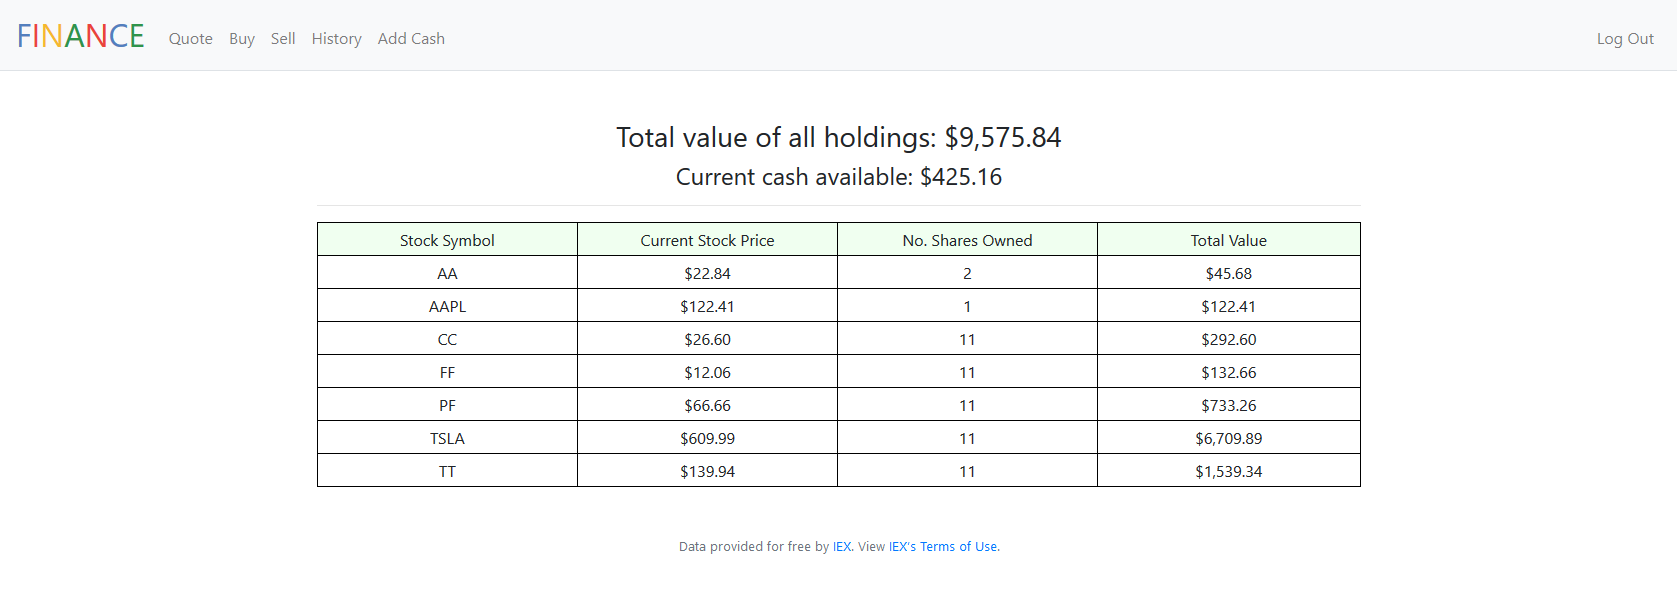 FINANCE Quote Buy Sell History Add Cash Log Out
Total value of all holdings: $9,575.84
Current cash available: $425.16
Stock Symbol Current Stock Price No. Shares Owned Total Value
AA $22.84 2 $45.68
AAPL $122.41 1 $122.41
CC $26.60 11 $292.60
FF $12.06 11 $132.66
PF $66.66 11 $733.26
TSLA $609.99 11 $6,709.89
TT $139.94 11 $1,539.34
Data provided for free by IEX. View IEX's Terms of Use.